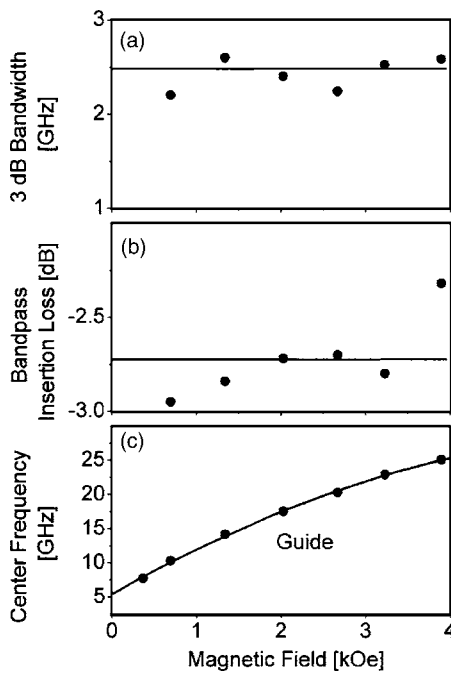 (a)
3 dB Bandwidth
[GHz]
3
2
1
(b)
Bandpass
Insertion Loss [dB]
-2.5
-3.0
(c)
Center Frequency
[GHz]
25
20
15
10
5
Guide
0 1 2 3 4
Magnetic Field [kOe]